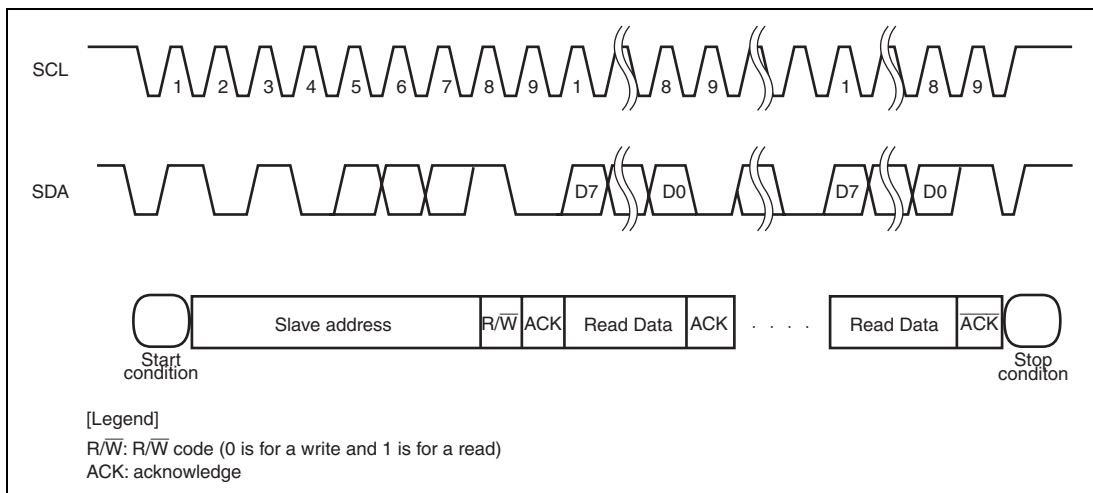 SCL
1 2 3 4 5 6 7 8 9 1 8 9 1 8 9
SDA
D7 D0 D7 D0
Slave address R/W̅ ACK Read Data ACK . . . . Read Data A̅C̅K̅
Start
condition
Stop
conditon
[Legend]
R/W̅: R/W̅ code (0 is for a write and 1 is for a read)
ACK: acknowledge